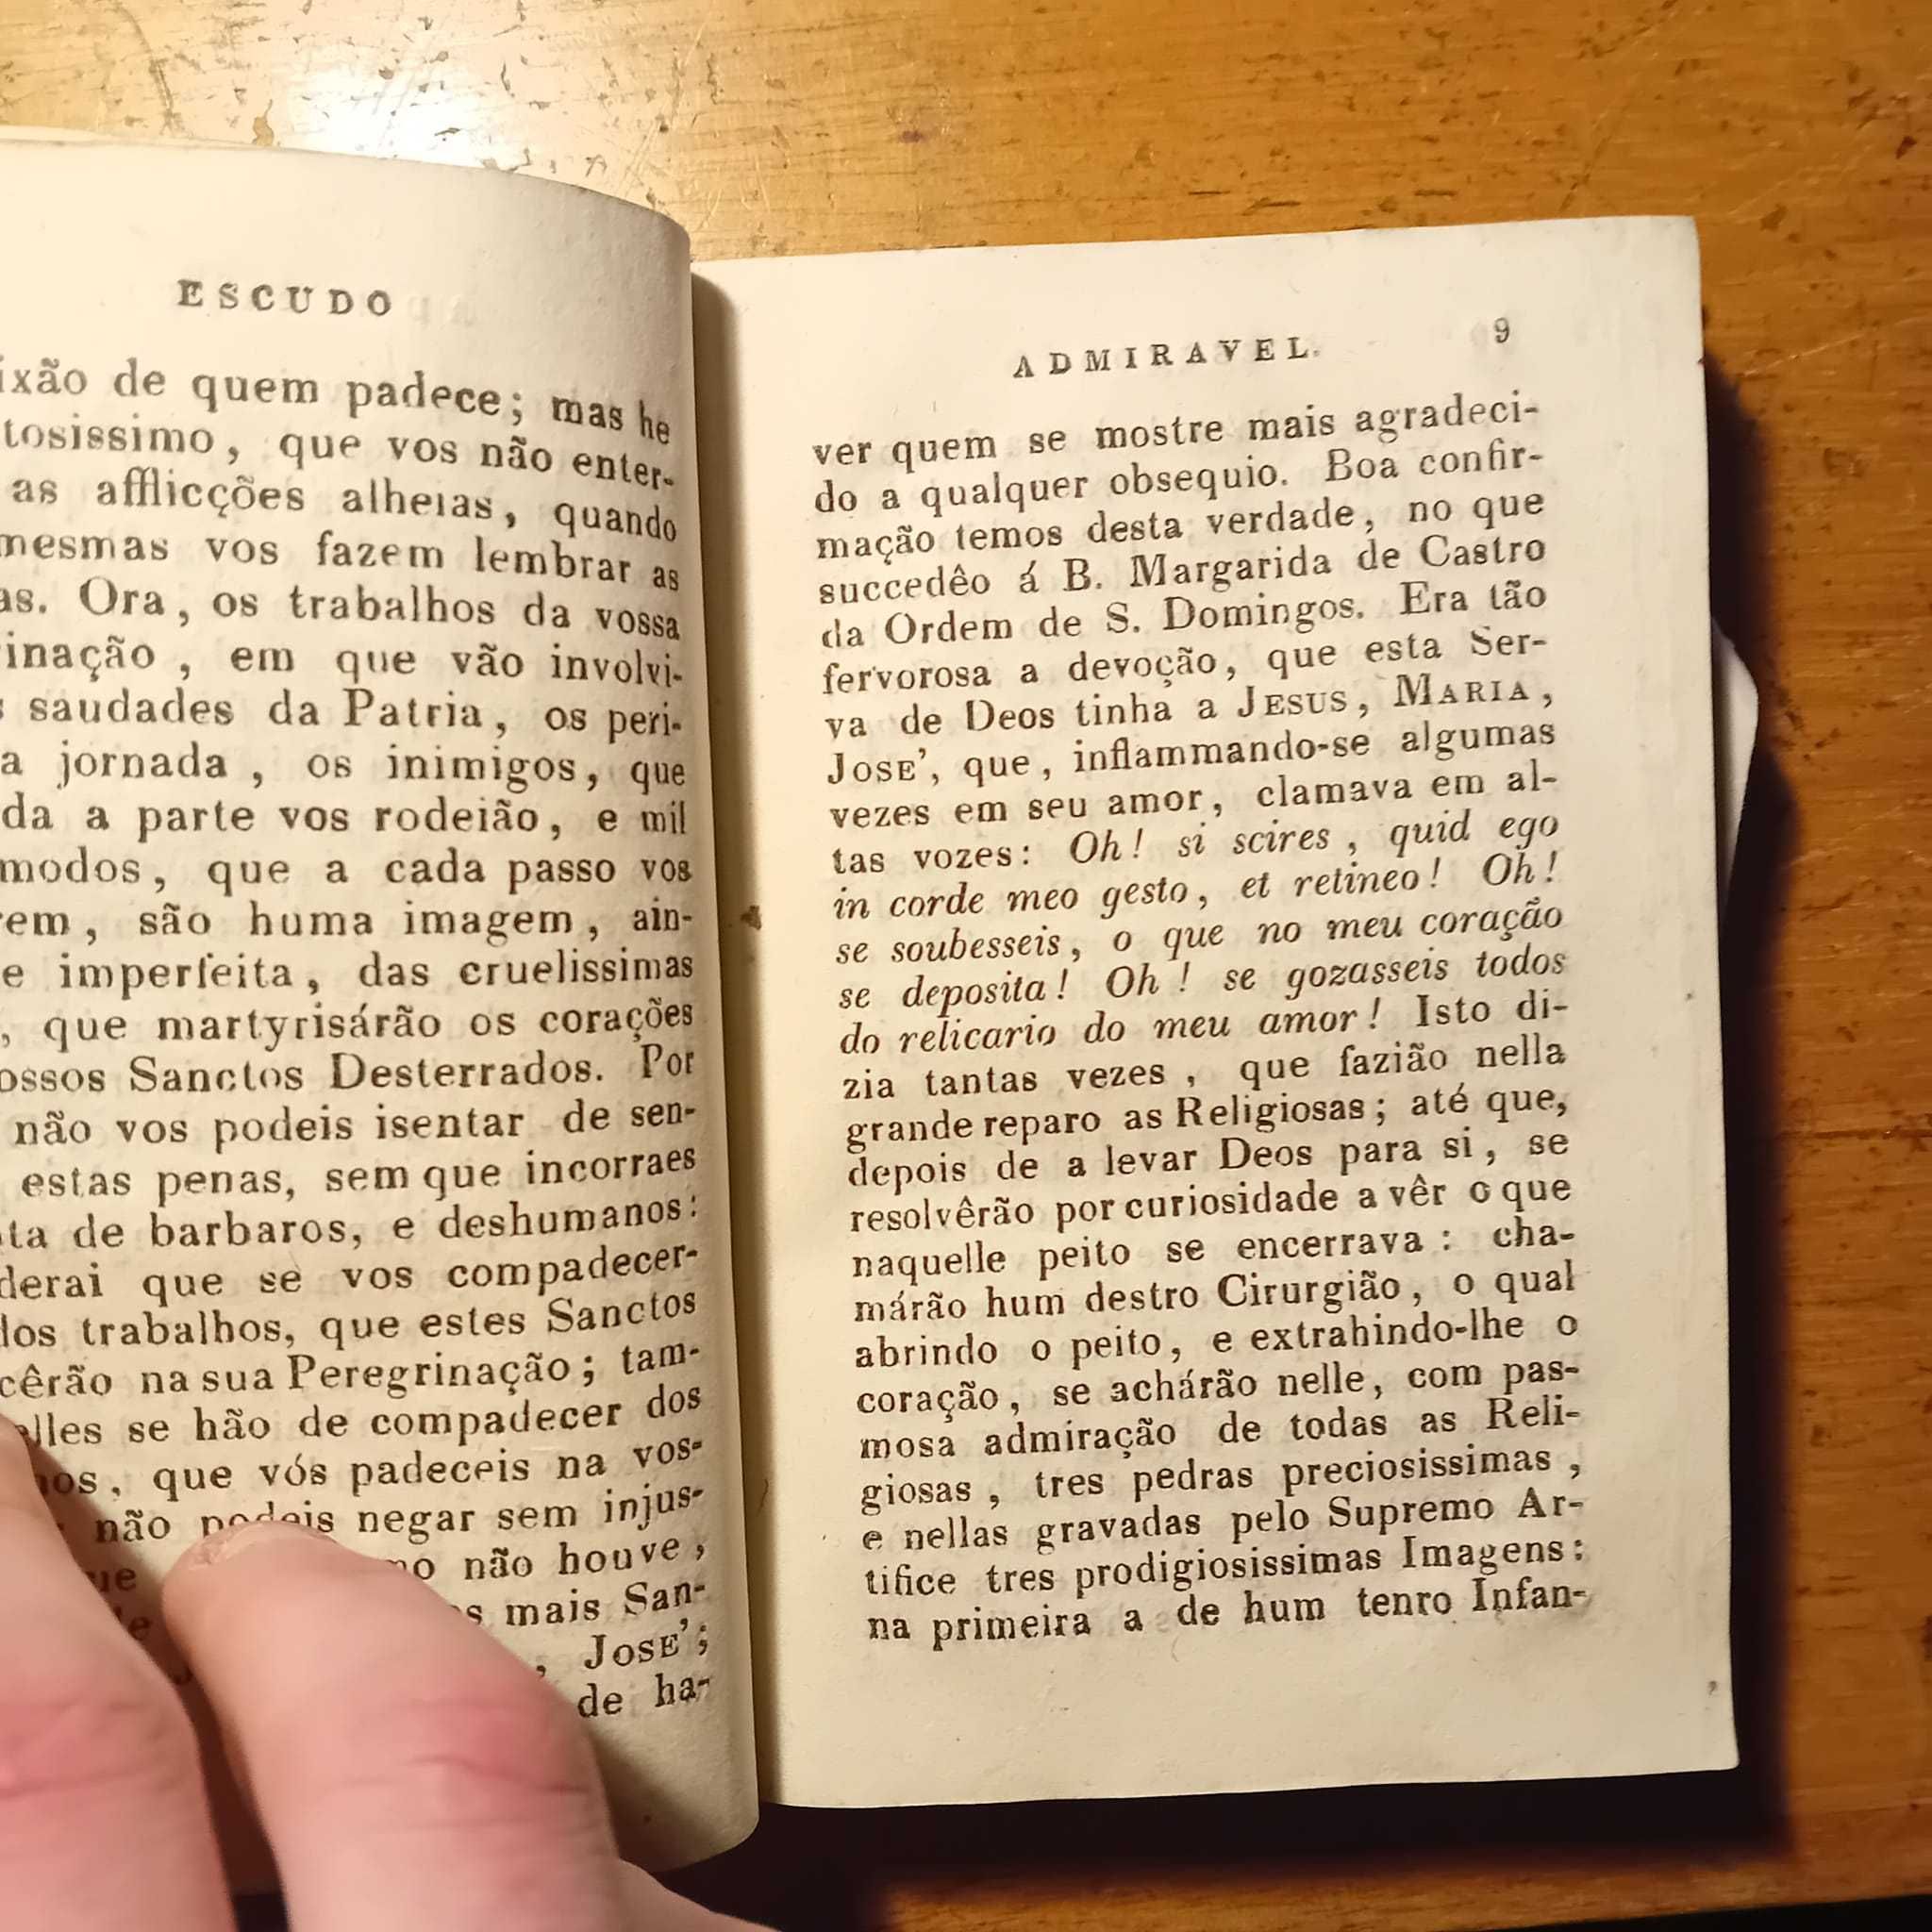 ESCUDO
de quem padece; mas he
que vos não enter-
as afflicções alheias, quando
mesmas vos fazem lembrar as
Ora, os trabalhos da vossa
em que vão involvi-
saudades da Patria, os peri-
a jornada, os inimigos, que
da a parte vos rodeião, e mil
modos, que a cada passo vos
são huma imagem, ain-
e imperfeita, das cruelissimas
, que martyrisárão os corações
Sanctos Desterrados. Por
não vos podeis isentar de sen-
estas penas, sem que incorraes
de barbaros, e deshumanos:
que se vos compadecer-
trabalhos, que estes Sanctos
na sua Peregrinação; tam-
elles se hão de compadecer dos
que vós padeceis na vos-
não podeis negar sem injus-
não houve,
mais San-
, JOSE';
de ha-
ADMIRAVEL. 9
ver quem se mostre mais agradeci-
do a qualquer obsequio. Boa confir-
mação temos desta verdade, no que
succedêo á B. Margarida de Castro
da Ordem de S. Domingos. Era tão
fervorosa a devoção, que esta Ser-
va de Deos tinha a JESUS, MARIA,
JOSE', que, inflammando-se algumas
vezes em seu amor, clamava em al-
tas vozes: Oh! si scires, quid ego
in corde meo gesto, et retineo! Oh!
se soubesseis, o que no meu coração
se deposita! Oh! se gozasseis todos
do relicario do meu amor! Isto di-
zia tantas vezes, que fazião nella
grande reparo as Religiosas; até que,
depois de a levar Deos para si, se
resolvêrão por curiosidade a vêr o que
naquelle peito se encerrava: cha-
márão hum destro Cirurgião, o qual
abrindo o peito, e extrahindo-lhe o
coração, se achárão nelle, com pas-
mosa admiração de todas as Reli-
giosas, tres pedras preciosissimas,
e nellas gravadas pelo Supremo Ar-
tifice tres prodigiosissimas Imagens:
na primeira a de hum tenro Infan-